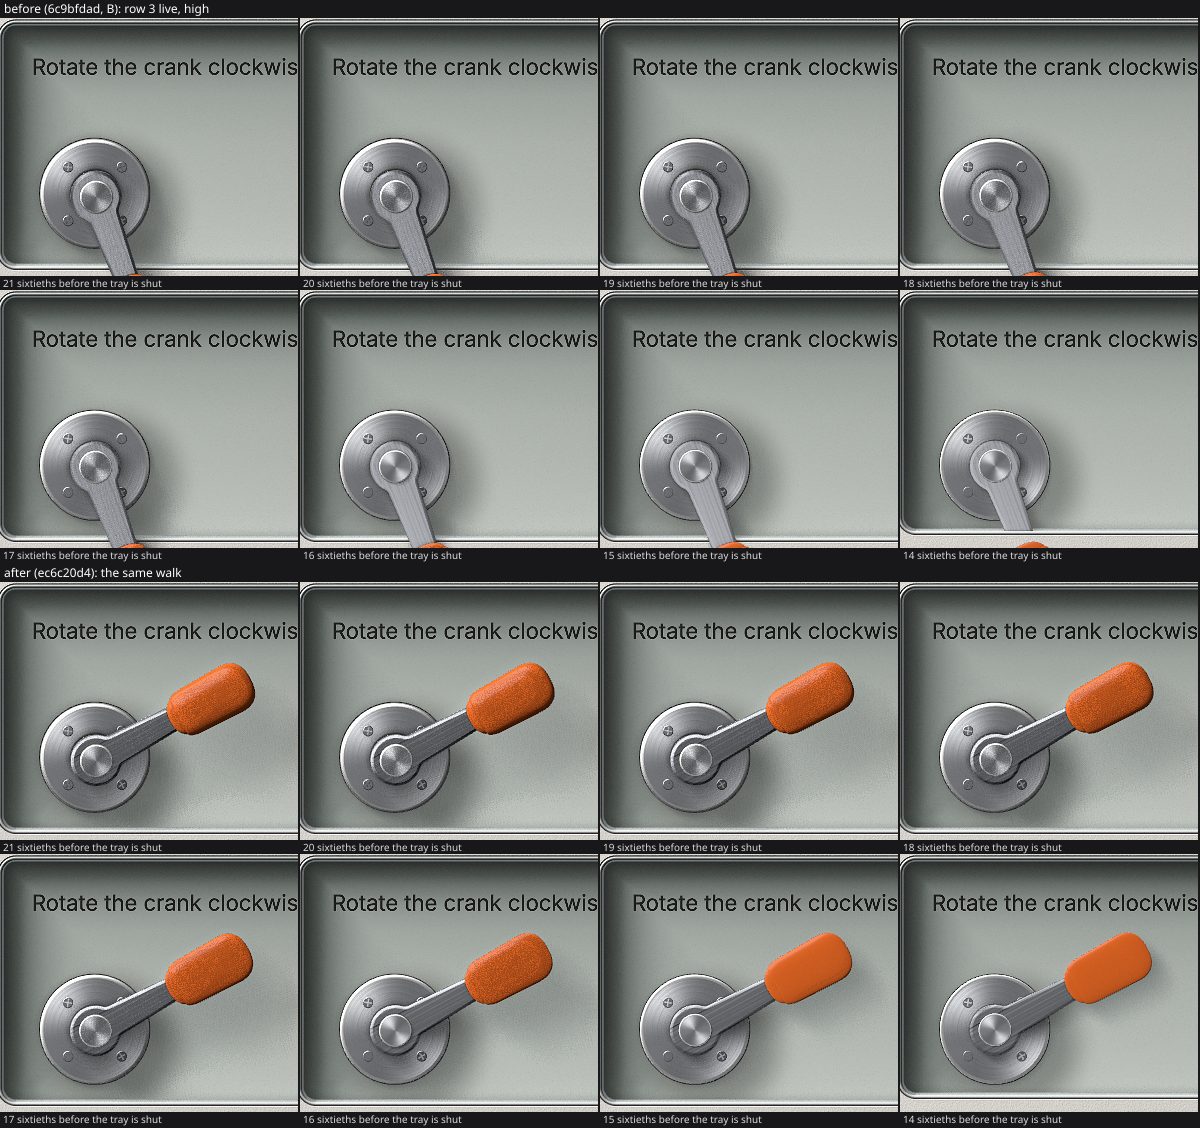 before (6c9bfdad, B): row 3 live, high
Rotate the crank clockwis
Rotate the crank clockwis
Rotate the crank clockwis
Rotate the crank clockwis
21 sixtieths before the tray is shut
20 sixtieths before the tray is shut
19 sixtieths before the tray is shut
18 sixtieths before the tray is shut
Rotate the crank clockwis
Rotate the crank clockwis
Rotate the crank clockwis
Rotate the crank clockwis
17 sixtieths before the tray is shut
16 sixtieths before the tray is shut
15 sixtieths before the tray is shut
14 sixtieths before the tray is shut
after (ec6c20d4): the same walk
Rotate the crank clockwis
Rotate the crank clockwis
Rotate the crank clockwis
Rotate the crank clockwis
21 sixtieths before the tray is shut
20 sixtieths before the tray is shut
19 sixtieths before the tray is shut
18 sixtieths before the tray is shut
Rotate the crank clockwis
Rotate the crank clockwis
Rotate the crank clockwis
Rotate the crank clockwis
17 sixtieths before the tray is shut
16 sixtieths before the tray is shut
15 sixtieths before the tray is shut
14 sixtieths before the tray is shut